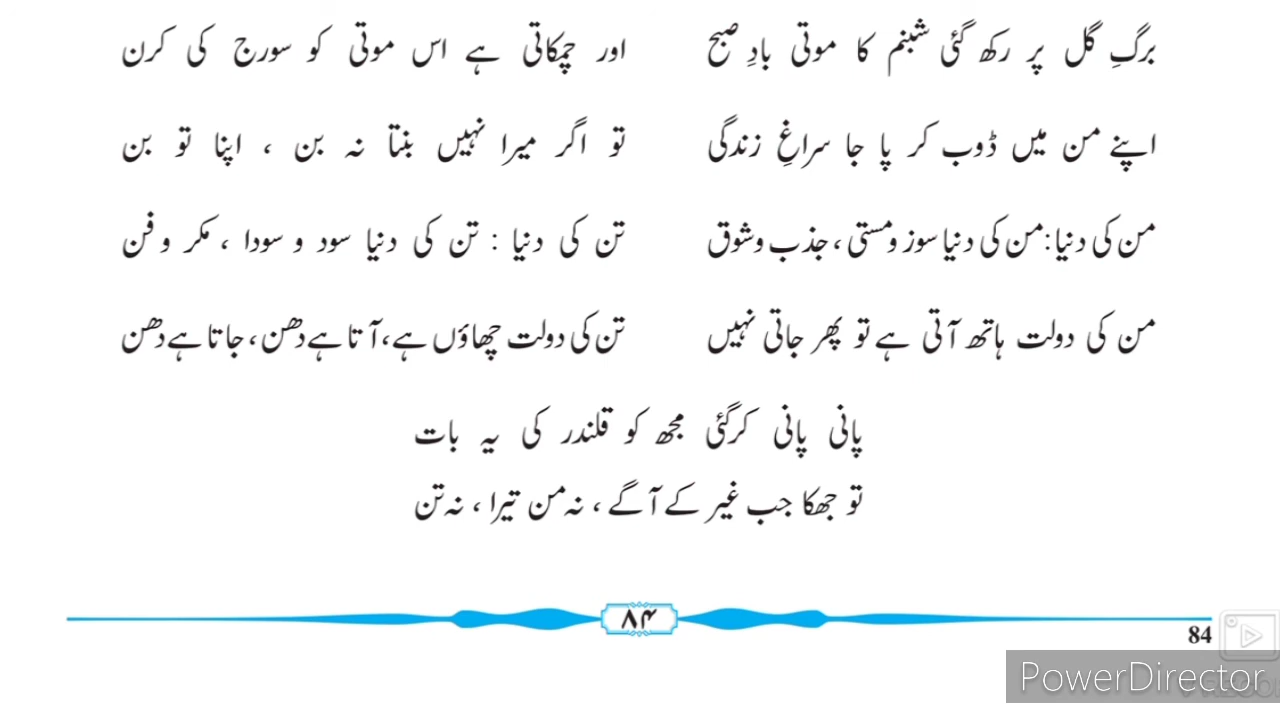 برگِ گل پر رکھ گئی شبنم کا موتی بادِ صبح اور چمکاتی ہے اس موتی کو سورج کی کرن
اپنے من میں ڈوب کر پا جا سراغِ زندگی تو اگر میرا نہیں بنتا نہ بن ، اپنا تو بن
من کی دنیا : من کی دنیا سوز و مستی ، جذب و شوق تن کی دنیا : تن کی دنیا سود و سودا ، مکر و فن
من کی دولت ہاتھ آتی ہے تو پھر جاتی نہیں تن کی دولت چھاؤں ہے، آتا ہے دھن ، جاتا ہے دھن
پانی پانی کرگئی مجھ کو قلندر کی یہ بات
تو جھکا جب غیر کے آگے ، نہ من تیرا ، نہ تن
۸۴
84
PowerDirector